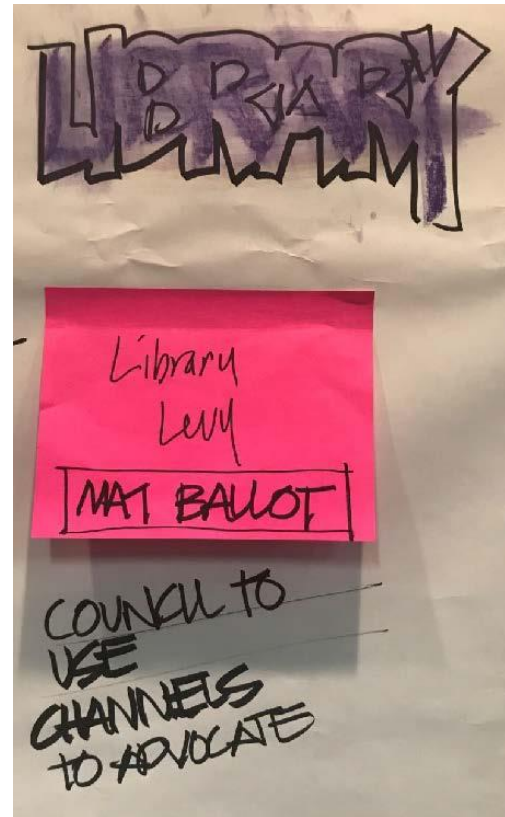 LIBRARY
Library
Levy
MAY BALLOT
COUNCIL TO
USE
CHANNELS
TO ADVOCATE